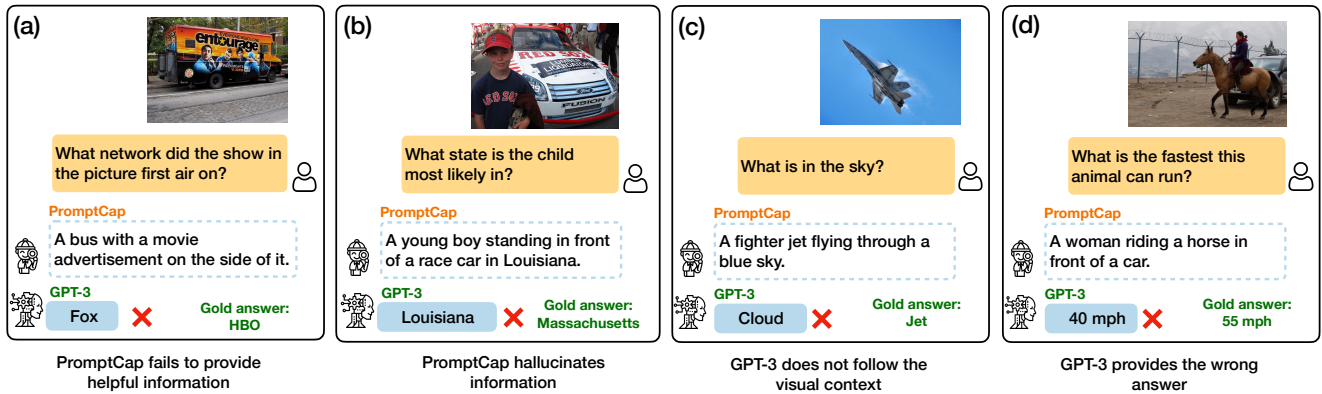 (a)
entourage
What network did the show in
the picture first air on?
PromptCap
A bus with a movie
advertisement on the side of it.
GPT-3
Fox
Gold answer:
HBO
PromptCap fails to provide
helpful information
(b)
RED SOX
LUMBER
LIQUIDATORS
Ford
FUSION
RED SOX
What state is the child
most likely in?
PromptCap
A young boy standing in front
of a race car in Louisiana.
GPT-3
Louisiana
Gold answer:
Massachusetts
PromptCap hallucinates
information
(c)
What is in the sky?
PromptCap
A fighter jet flying through a
blue sky.
GPT-3
Cloud
Gold answer:
Jet
GPT-3 does not follow the
visual context
(d)
What is the fastest this
animal can run?
PromptCap
A woman riding a horse in
front of a car.
GPT-3
40 mph
Gold answer:
55 mph
GPT-3 provides the wrong
answer